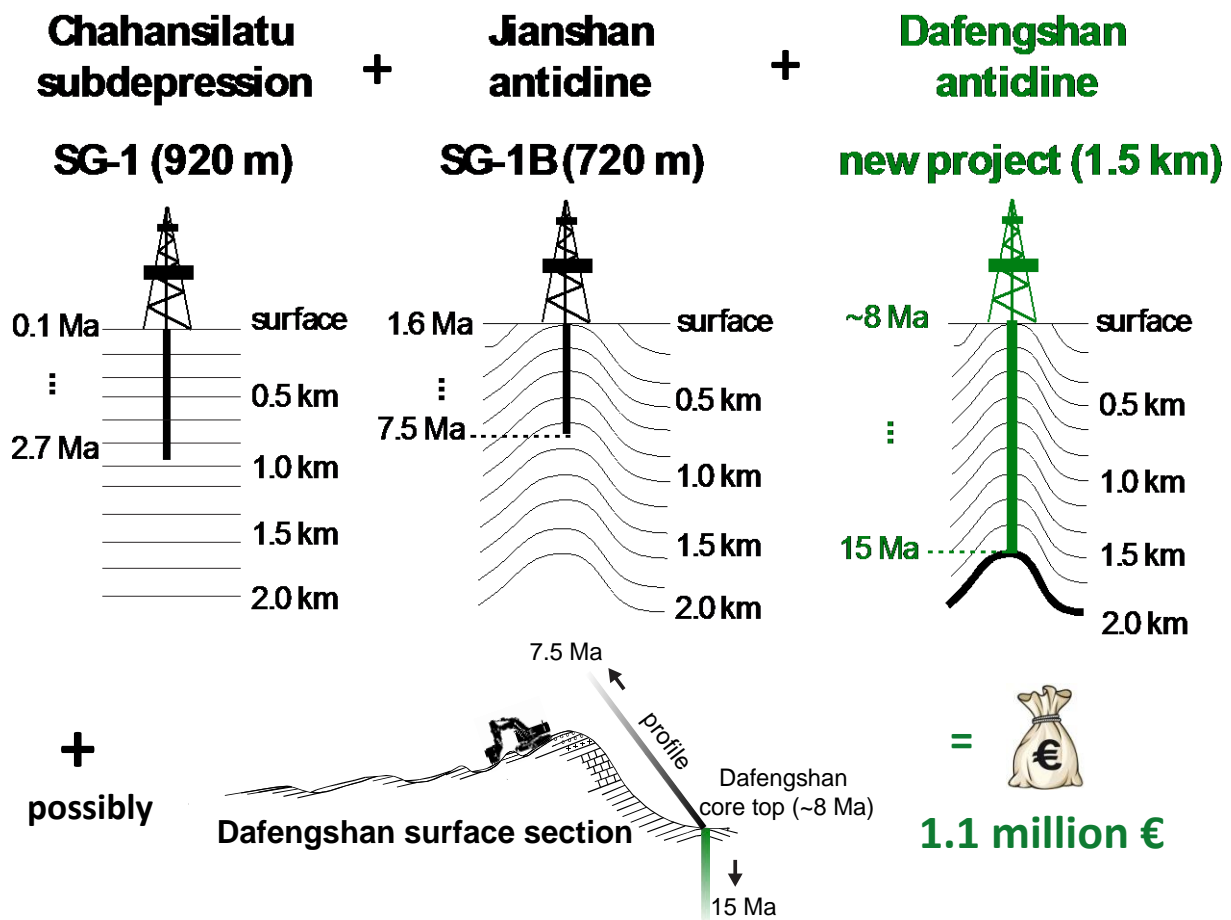 Chahansilatu
subdepression
+
Jianshan
anticline
+
Dafengshan
anticline
SG-1 (920 m)
SG-1B (720 m)
new project (1.5 km)
0.1 Ma
⋮
2.7 Ma
surface
0.5 km
1.0 km
1.5 km
2.0 km
1.6 Ma
⋮
7.5 Ma
surface
0.5 km
1.0 km
1.5 km
2.0 km
~8 Ma
⋮
15 Ma
surface
0.5 km
1.0 km
1.5 km
2.0 km
+
possibly
7.5 Ma
profile
Dafengshan
core top (~8 Ma)
Dafengshan surface section
15 Ma
=
€
1.1 million €